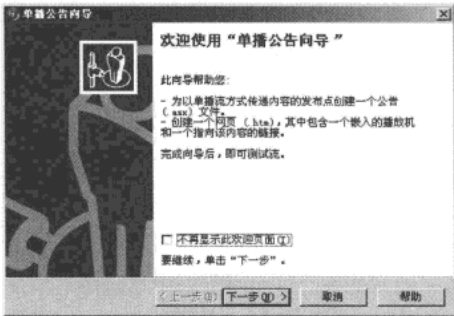 单播公告向导
欢迎使用“单播公告向导”
此向导帮助您:
- 为以单播流方式传递内容的发布点创建一个公告
(.asx) 文件。
- 创建一个网页 (.htm),其中包含一个嵌入的播放机
和一个指向该内容的链接。
完成向导后,即可测试流。
不再显示此欢迎页面(I)
要继续,单击“下一步”。
<上一步(B) 下一步(N) > 取消 帮助